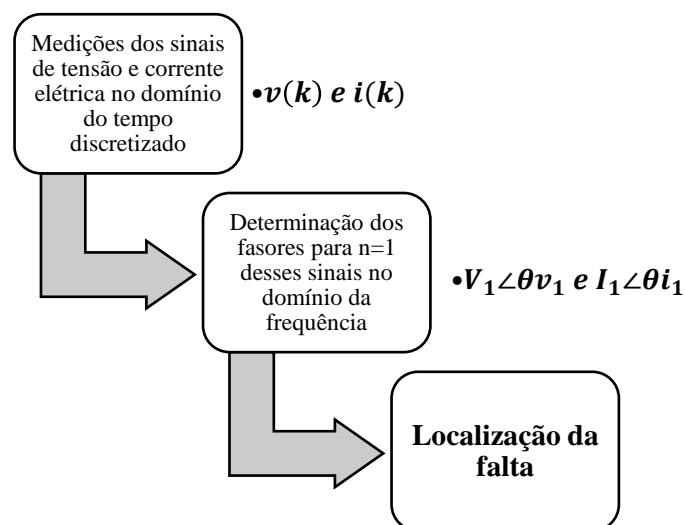 Medições dos sinais
de tensão e corrente
elétrica no domínio
do tempo
discretizado
•v(k) e i(k)
Determinação dos
fasores para n=1
desses sinais no
domínio da
frequência
•V₁∠θv₁ e I₁∠θi₁
Localização da
falta